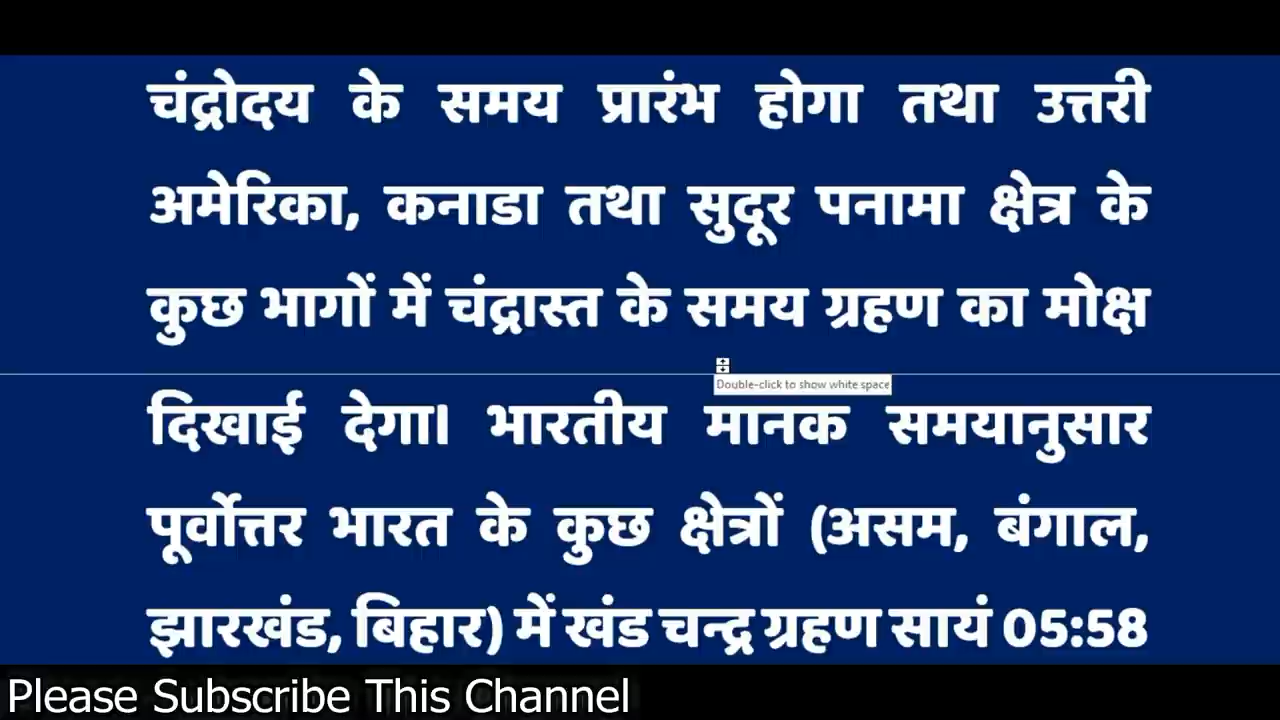 चंद्रोदय के समय प्रारंभ होगा तथा उत्तरी
अमेरिका, कनाडा तथा सुदूर पनामा क्षेत्र के
कुछ भागों में चंद्रास्त के समय ग्रहण का मोक्ष
Double-click to show white space
दिखाई देगा। भारतीय मानक समयानुसार
पूर्वोत्तर भारत के कुछ क्षेत्रों (असम, बंगाल,
झारखंड, बिहार) में खंड चन्द्र ग्रहण सायं 05:58
Please Subscribe This Channel